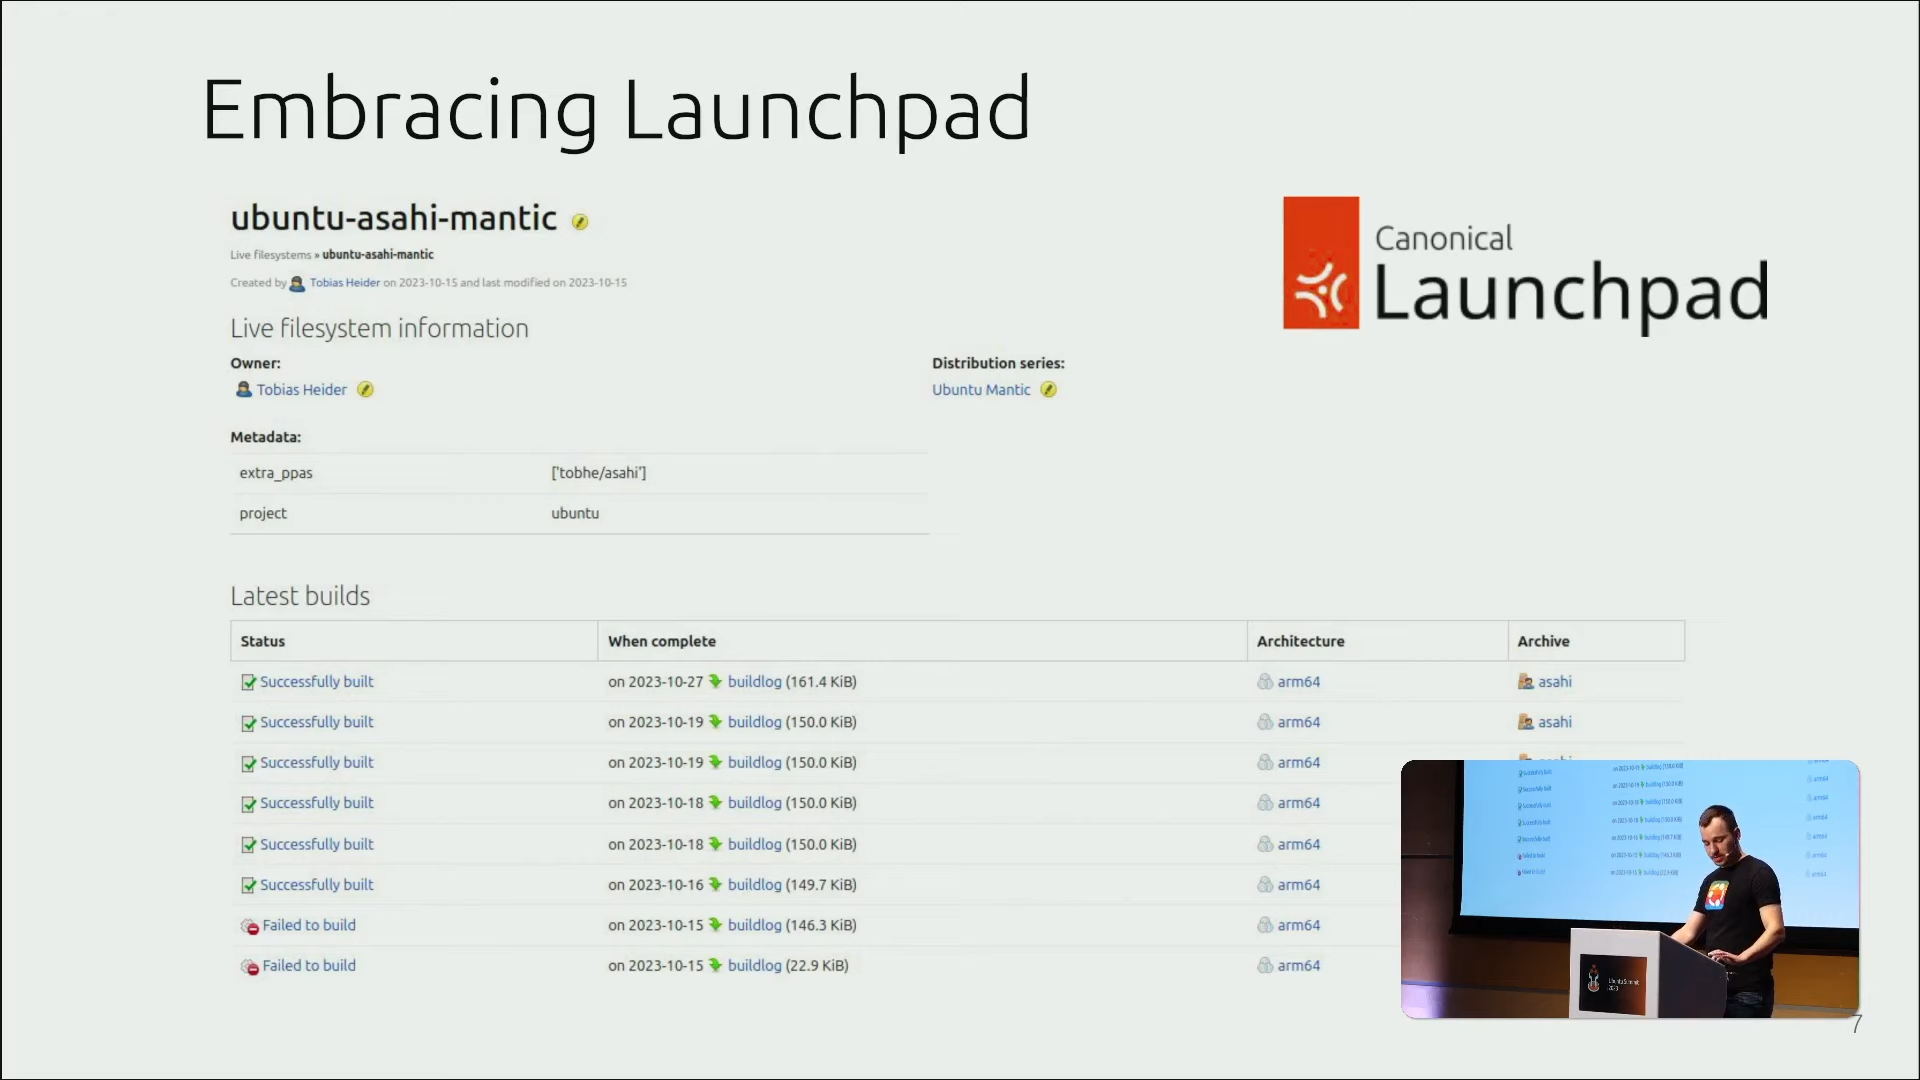 Embracing Launchpad
ubuntu-asahi-mantic
Live filesystems » ubuntu-asahi-mantic
Created by Tobias Heider on 2023-10-15 and last modified on 2023-10-15
Canonical
Launchpad
Live filesystem information
Owner: Distribution series:
Tobias Heider Ubuntu Mantic
Metadata:
extra_ppas ['tobhe/asahi']
project ubuntu
Latest builds
Status When complete Architecture Archive
Successfully built on 2023-10-27 buildlog (161.4 KiB) arm64 asahi
Successfully built on 2023-10-19 buildlog (150.0 KiB) arm64 asahi
Successfully built on 2023-10-19 buildlog (150.0 KiB) arm64
Successfully built on 2023-10-18 buildlog (150.0 KiB) arm64
Successfully built on 2023-10-18 buildlog (150.0 KiB) arm64
Successfully built on 2023-10-16 buildlog (149.7 KiB) arm64
Failed to build on 2023-10-15 buildlog (146.3 KiB) arm64
Failed to build on 2023-10-15 buildlog (22.9 KiB) arm64
Ubuntu Summit
2023
7